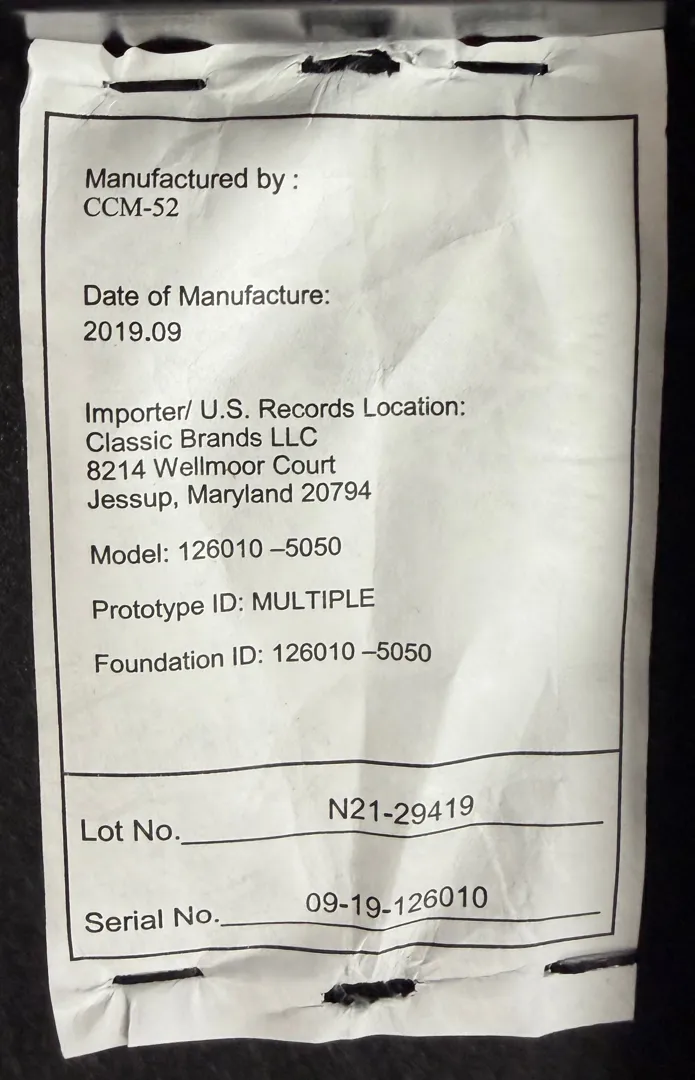 Manufactured by :
CCM-52
Date of Manufacture:
2019.09
Importer/ U.S. Records Location:
Classic Brands LLC
8214 Wellmoor Court
Jessup, Maryland 20794
Model: 126010 –5050
Prototype ID: MULTIPLE
Foundation ID: 126010 –5050
Lot No. N21-29419
Serial No. 09-19-126010